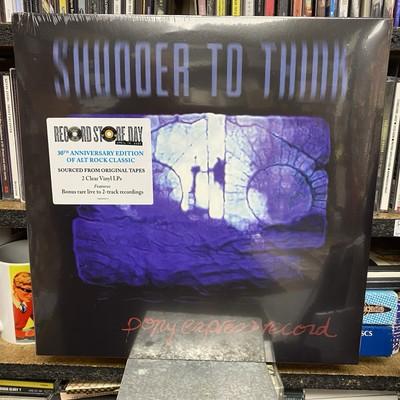 SHUDDER TO THINK
RECORD STORE DAY
30TH ANNIVERSARY EDITION
OF ALT ROCK CLASSIC
SOURCED FROM ORIGINAL TAPES
2 Clear Vinyl LPs
Features
Bonus rare live to 2-track recordings
pony express record